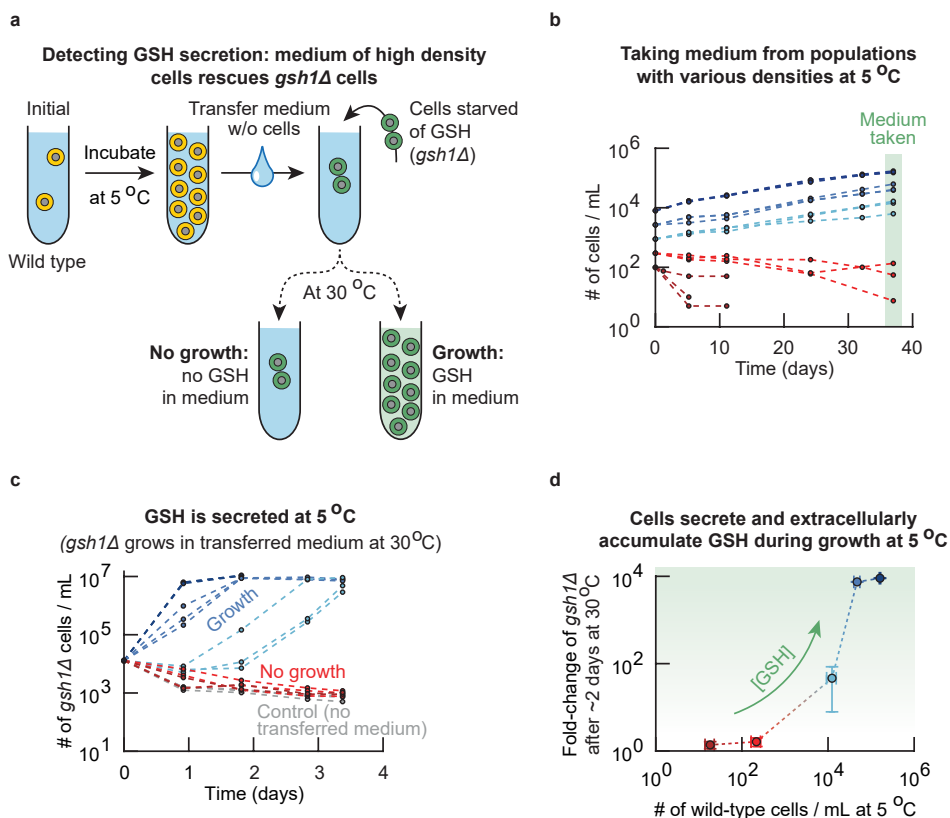 a
Detecting GSH secretion: medium of high density
cells rescues gsh1Δ cells
Initial
Incubate
at 5 °C
Wild type
Transfer medium
w/o cells
Cells starved
of GSH
(gsh1Δ)
At 30 °C
No growth:
no GSH
in medium
Growth:
GSH
in medium
b
Taking medium from populations
with various densities at 5 °C
Medium
taken
# of cells / mL
10^6
10^4
10^2
10^0
0 10 20 30 40
Time (days)
c
GSH is secreted at 5 °C
(gsh1Δ grows in transferred medium at 30 °C)
# of gsh1Δ cells / mL
10^7
10^5
10^3
10^1
Growth
No growth
Control (no
transferred medium)
0 1 2 3 4
Time (days)
d
Cells secrete and extracellularly
accumulate GSH during growth at 5 °C
Fold-change of gsh1Δ
after ~2 days at 30°C
10^4
10^2
10^0
[GSH]
10^0 10^2 10^4 10^6
# of wild-type cells / mL at 5 °C